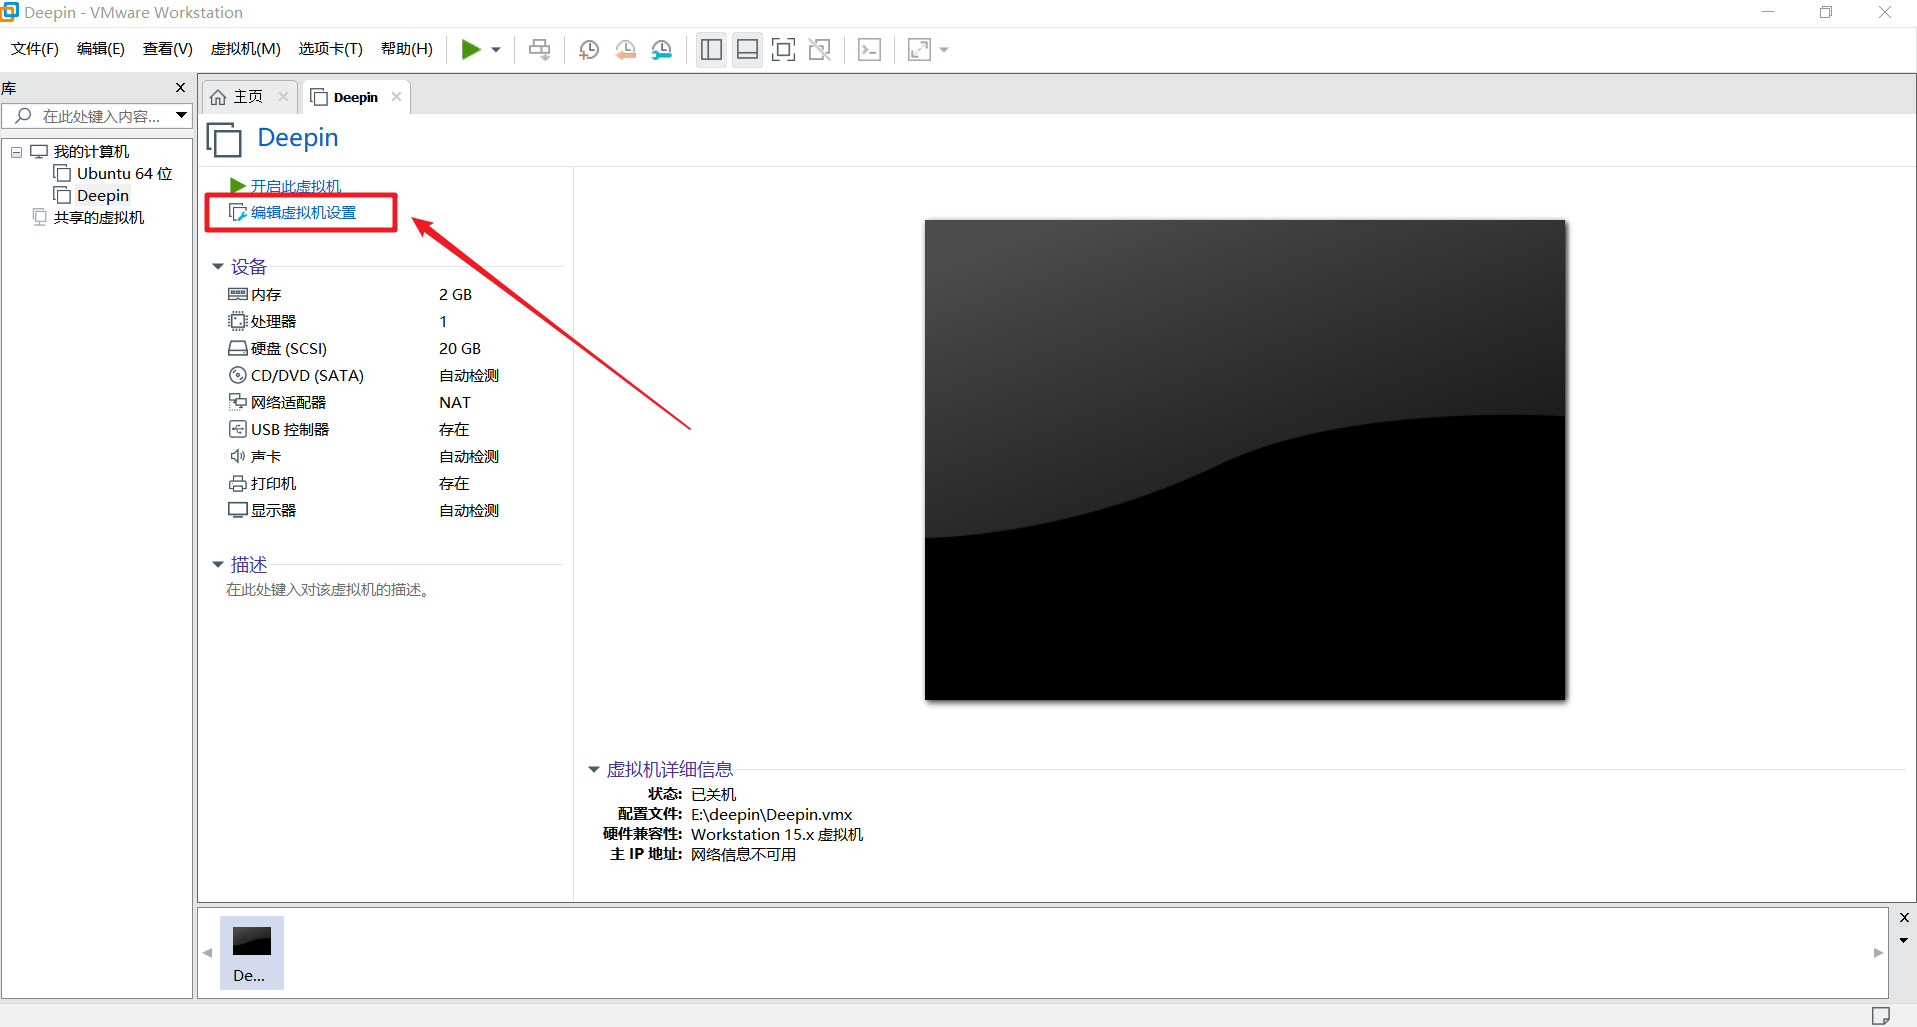 Deepin - VMware Workstation
文件(F) 编辑(E) 查看(V) 虚拟机(M) 选项卡(T) 帮助(H)
库
在此处键入内容...
我的计算机
Ubuntu 64 位
Deepin
共享的虚拟机
主页
Deepin
Deepin
开启此虚拟机
编辑虚拟机设置
设备
内存 2 GB
处理器 1
硬盘 (SCSI) 20 GB
CD/DVD (SATA) 自动检测
网络适配器 NAT
USB 控制器 存在
声卡 自动检测
打印机 存在
显示器 自动检测
描述
在此处键入对该虚拟机的描述。
虚拟机详细信息
状态: 已关机
配置文件: E:\deepin\Deepin.vmx
硬件兼容性: Workstation 15.x 虚拟机
主 IP 地址: 网络信息不可用
De...